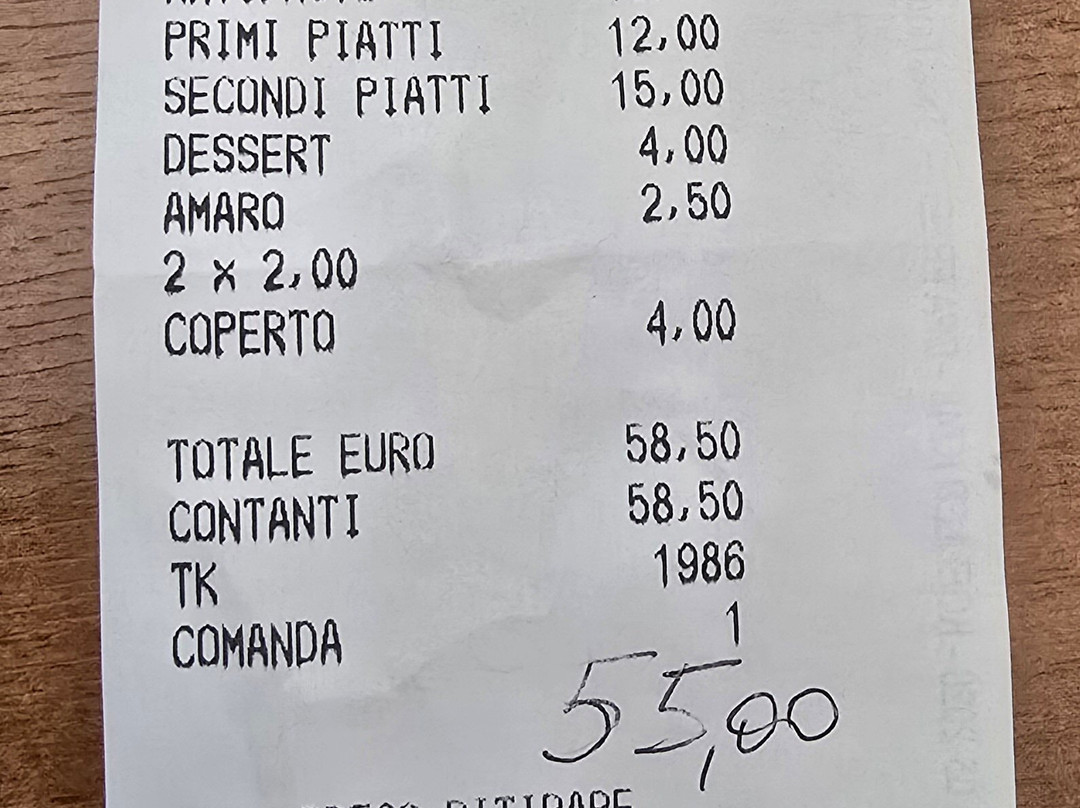 PRIMI PIATTI 12,00
SECONDI PIATTI 15,00
DESSERT 4,00
AMARO 2,50
2 x 2,00
COPERTO 4,00
TOTALE EURO 58,50
CONTANTI 58,50
TK 1986
COMANDA 1
55,00